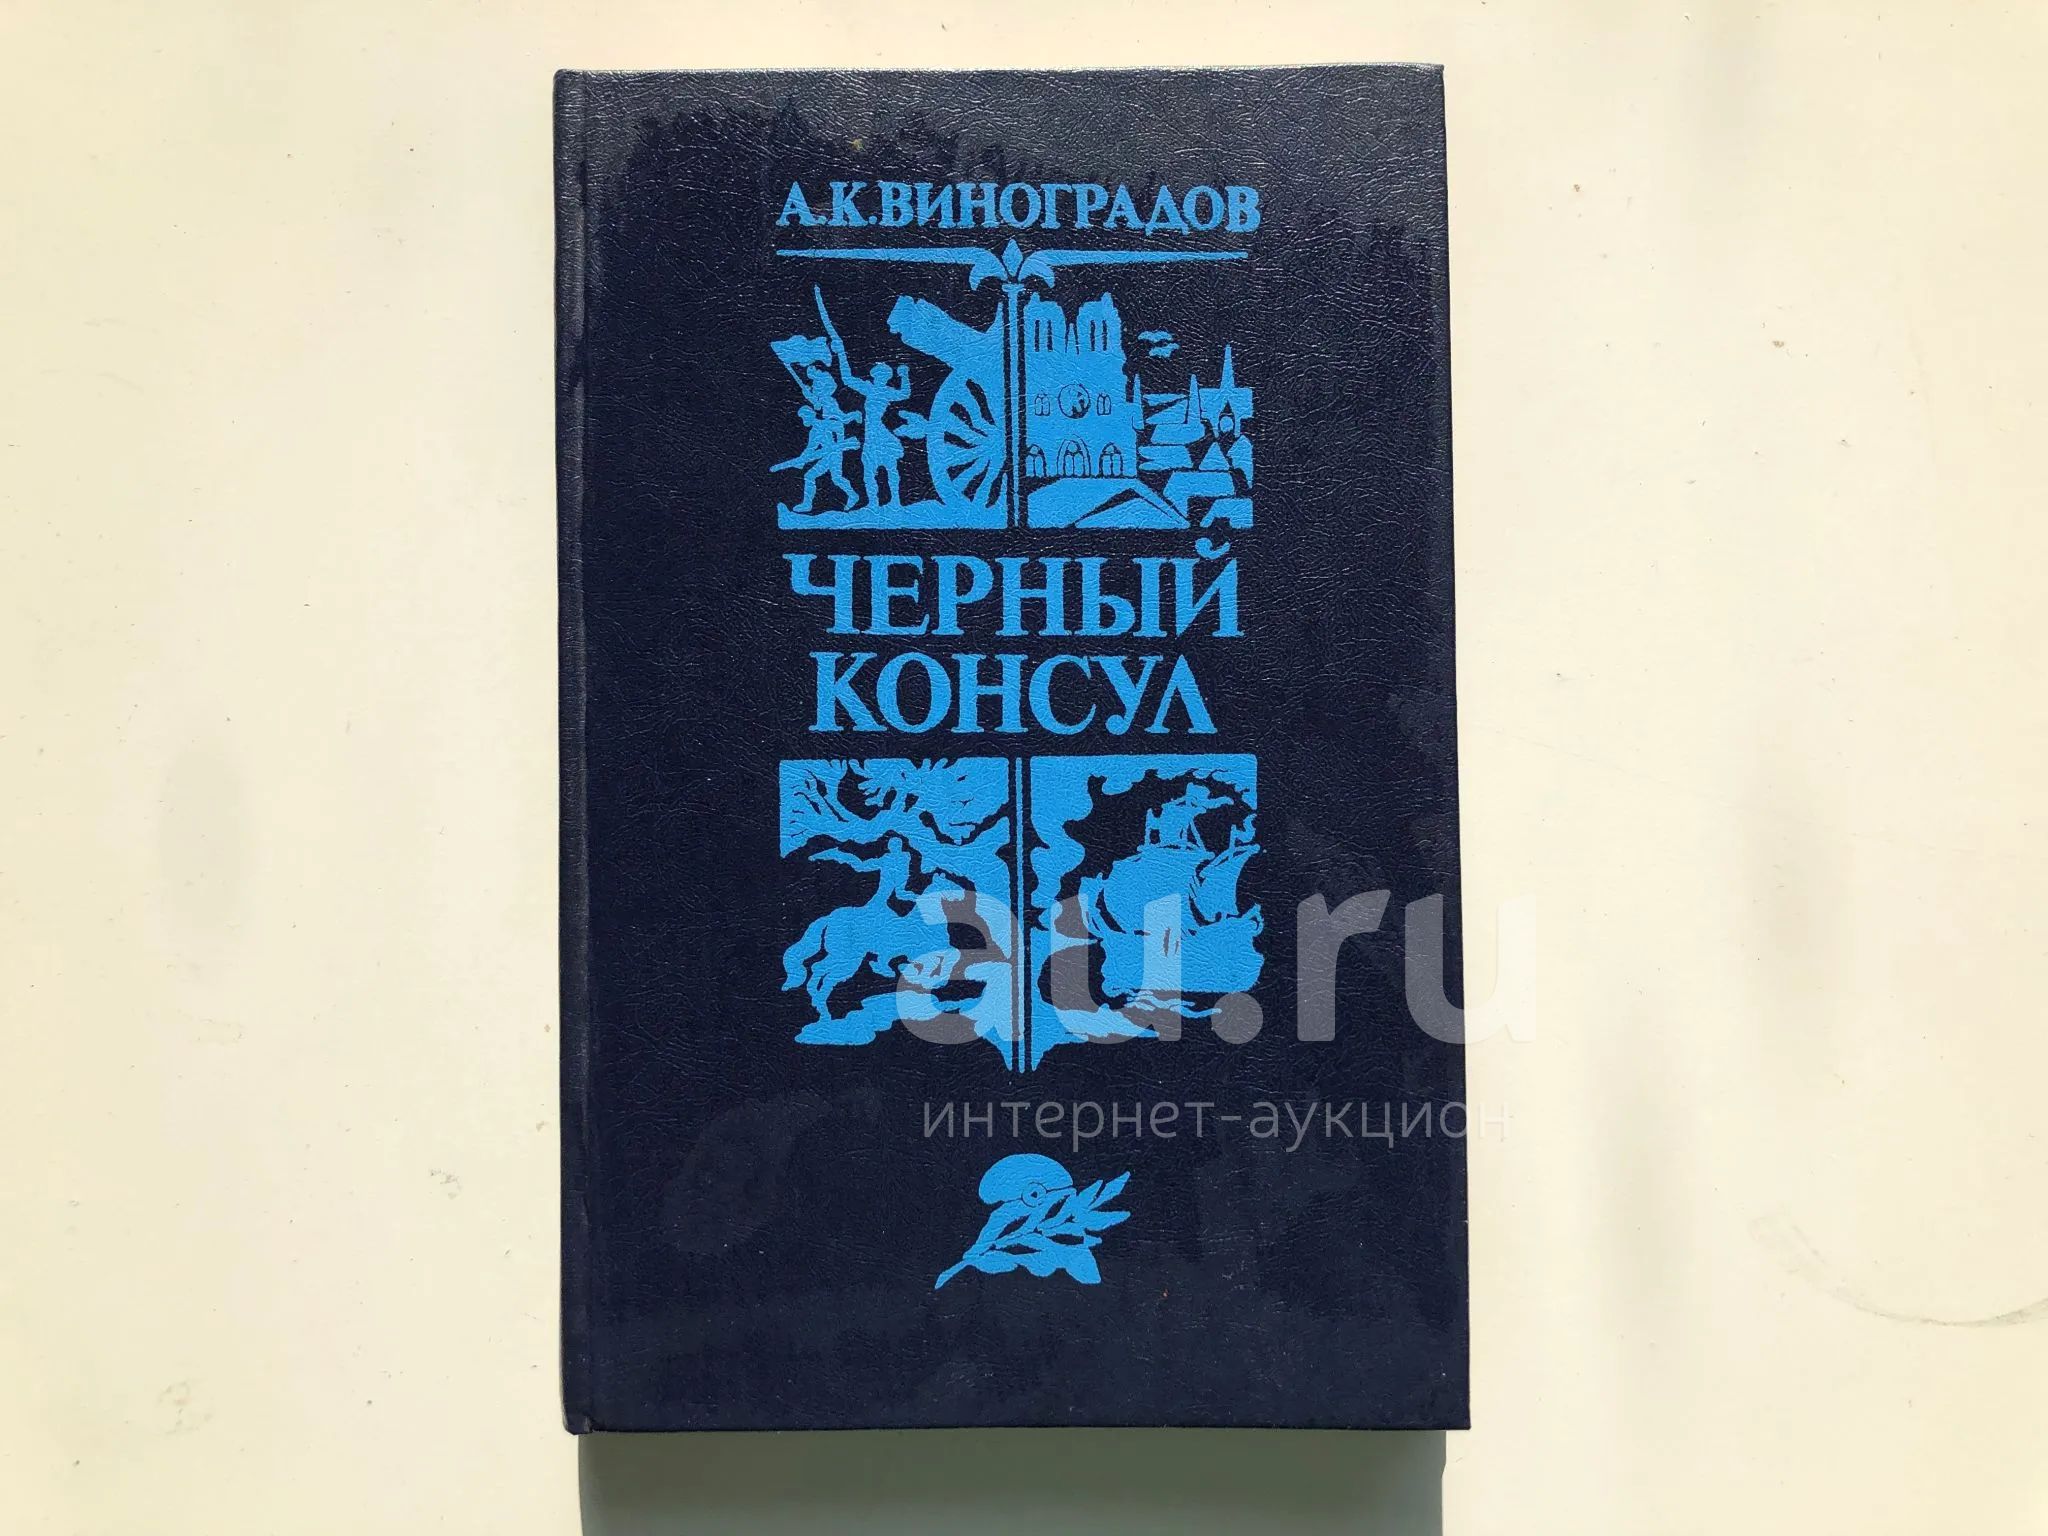 А.К.ВИНОГРАДОВ
ЧЕРНЫЙ
КОНСУЛ
au.ru
интернет-аукцион